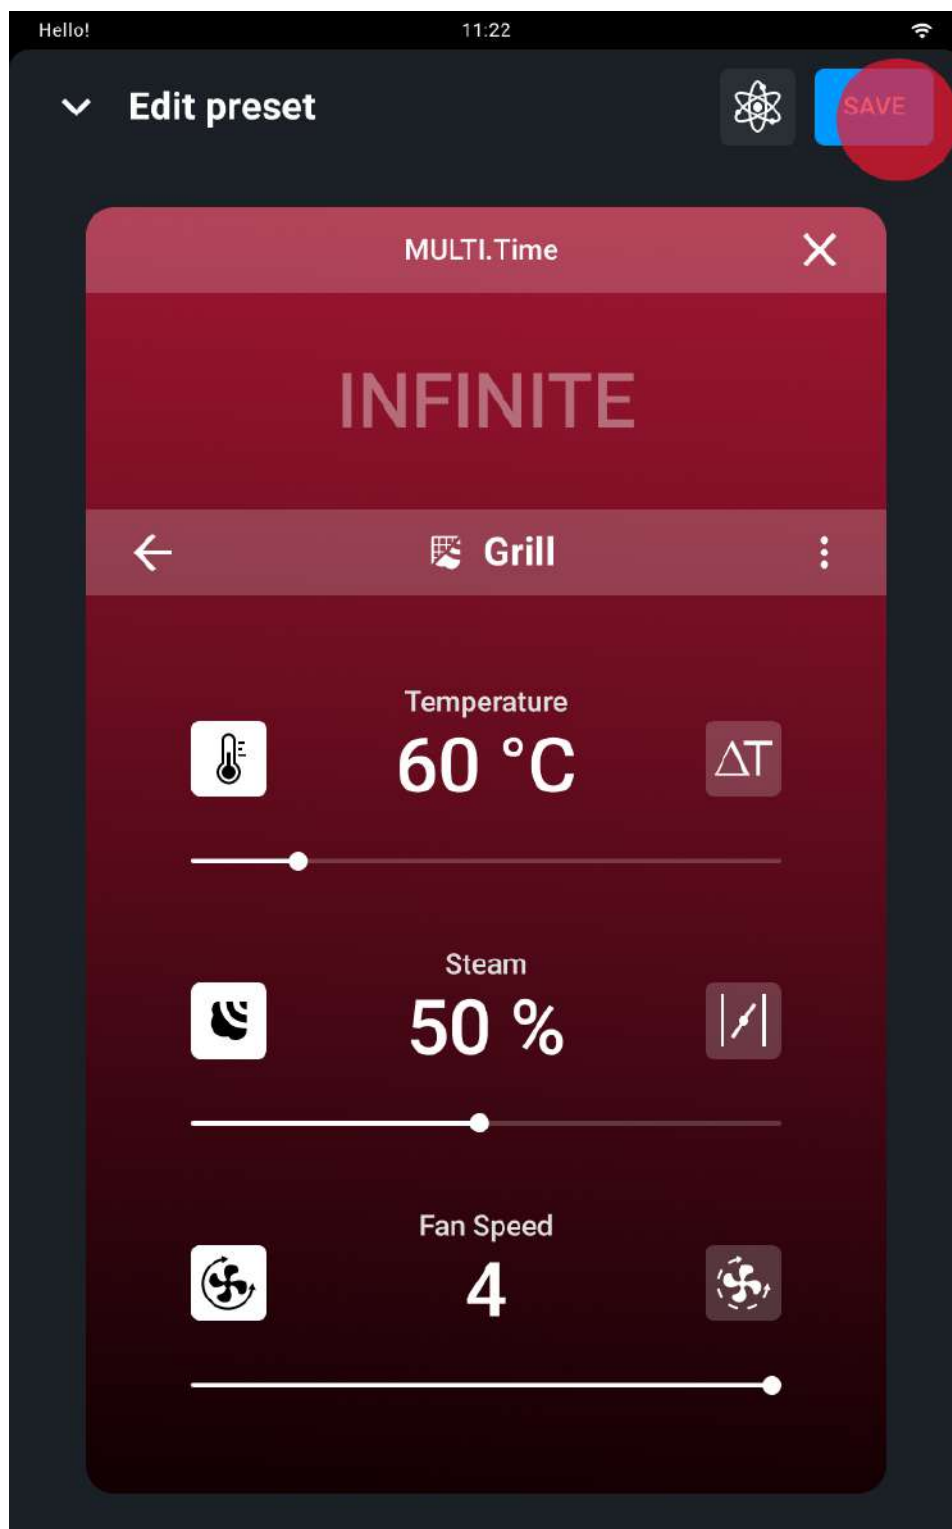 Hello!
11:22
Edit preset
SAVE
MULTI.Time
INFINITE
Grill
Temperature
60 °C
ΔT
Steam
50 %
Fan Speed
4